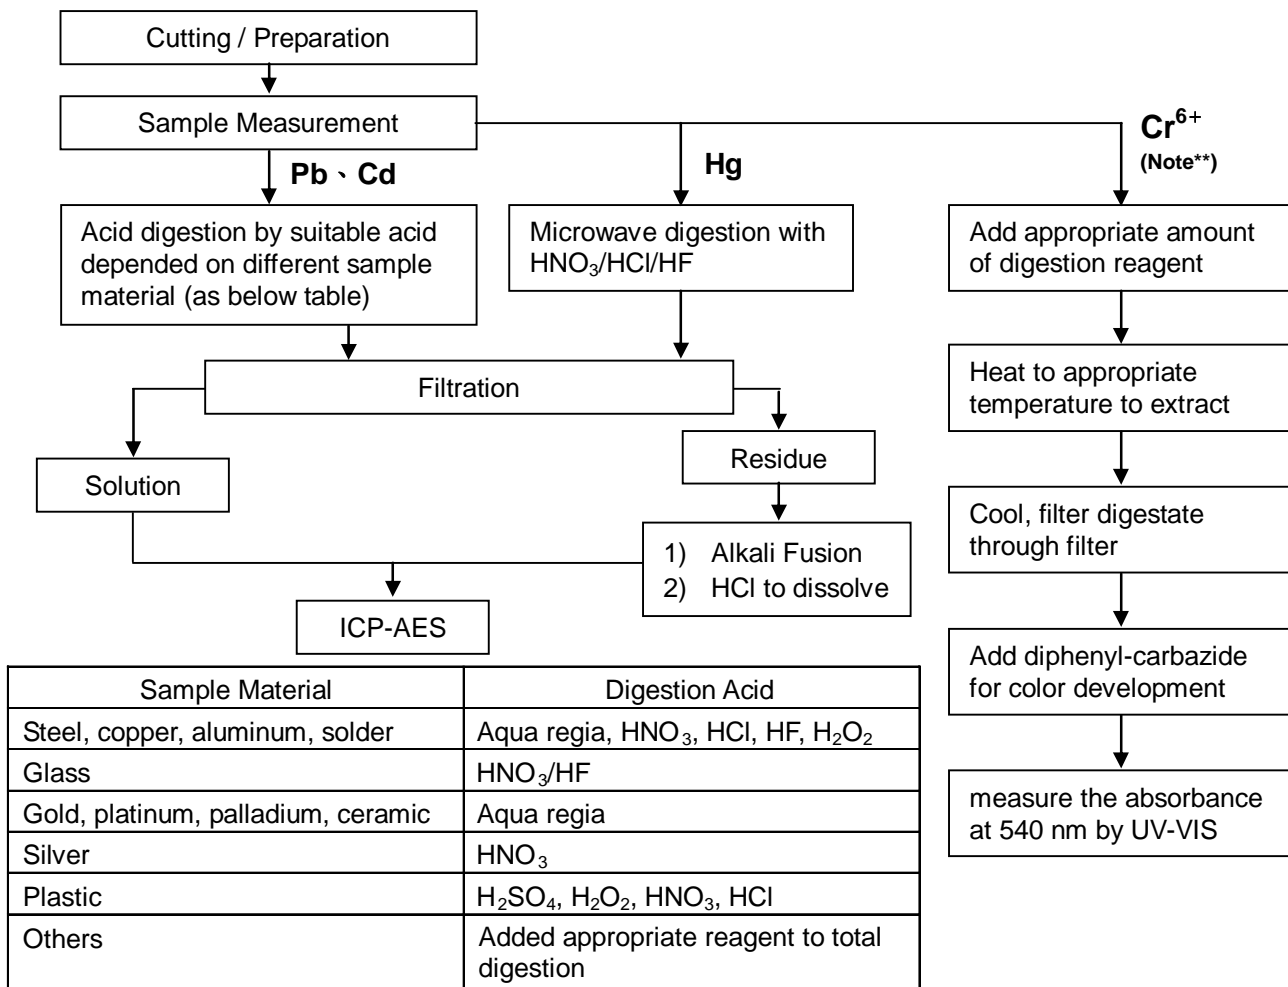 Cutting / Preparation
Sample Measurement
Pb、Cd
Hg
Cr⁶⁺
(Note**)
Acid digestion by suitable acid
depended on different sample
material (as below table)
Microwave digestion with
HNO₃/HCl/HF
Add appropriate amount
of digestion reagent
Filtration
Heat to appropriate
temperature to extract
Solution
Residue
Cool, filter digestate
through filter
1) Alkali Fusion
2) HCl to dissolve
ICP-AES
Add diphenyl-carbazide
for color development
measure the absorbance
at 540 nm by UV-VIS
Sample Material Digestion Acid
Steel, copper, aluminum, solder Aqua regia, HNO₃, HCl, HF, H₂O₂
Glass HNO₃/HF
Gold, platinum, palladium, ceramic Aqua regia
Silver HNO₃
Plastic H₂SO₄, H₂O₂, HNO₃, HCl
Others Added appropriate reagent to total
digestion